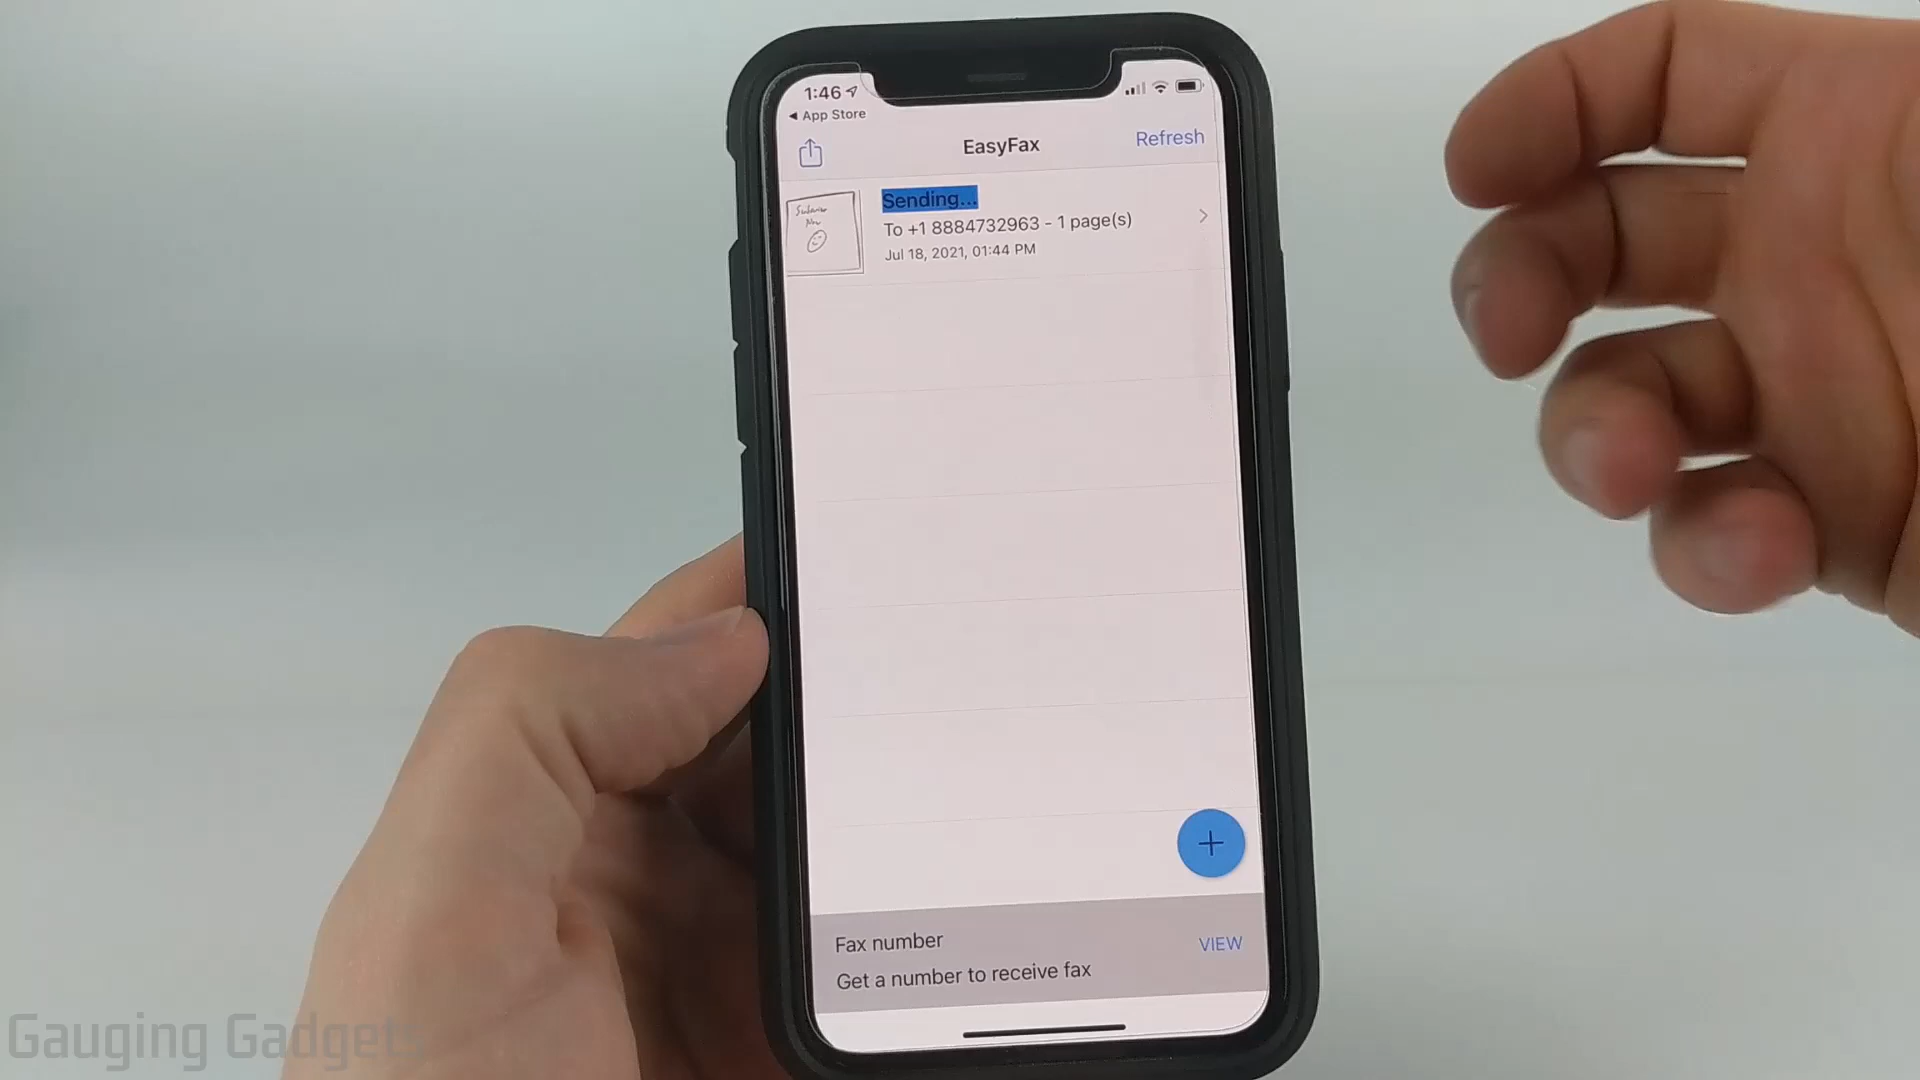 1:46
App Store
EasyFax
Refresh
Sending...
To +1 8884732963 - 1 page(s)
Jul 18, 2021, 01:44 PM
Now
Fax number
VIEW
Get a number to receive fax
Gauging Gadgets